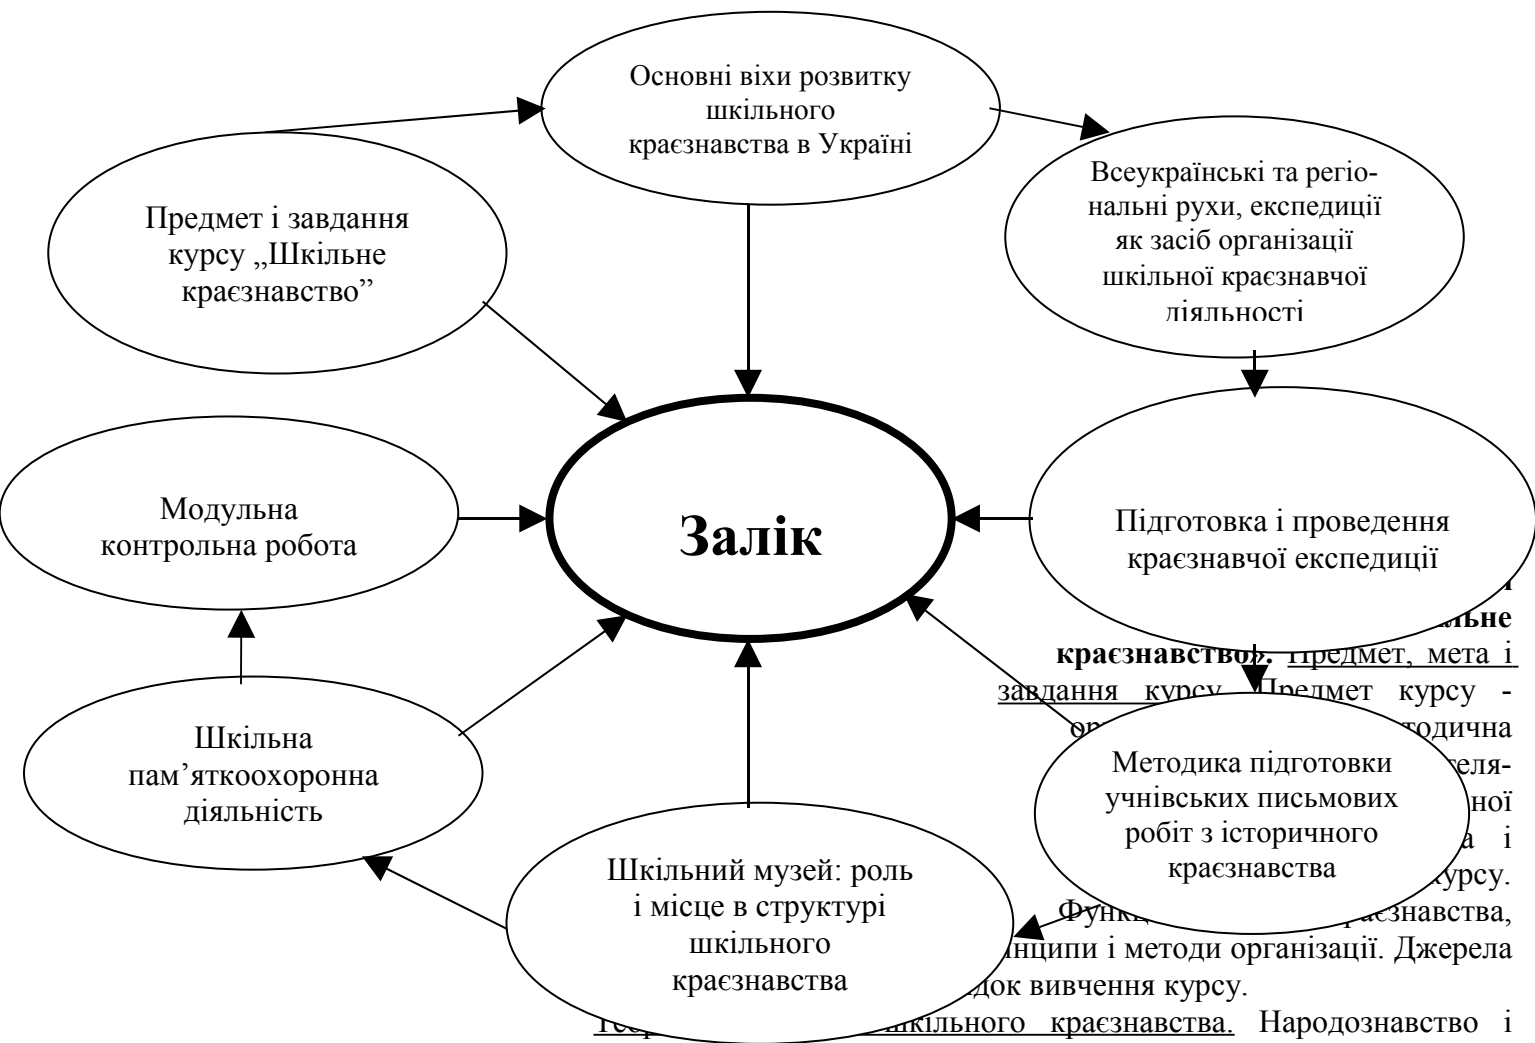 Основні віхи розвитку
шкільного
краєзнавства в Україні
Всеукраїнські та регіо-
нальні рухи, експедиції
як засіб організації
шкільної краєзнавчої
діяльності
Предмет і завдання
курсу „Шкільне
краєзнавство”
Модульна
контрольна робота
Залік
Підготовка і проведення
краєзнавчої експедиції
краєзнавство». Предмет, мета і
завдання курсу. Предмет курсу -
Шкільна
пам’яткоохоронна
діяльність
Методика підготовки
учнівських письмових
робіт з історичного
краєзнавства
Шкільний музей: роль
і місце в структурі
шкільного
краєзнавства
і
курсу.
і методи організації. Джерела
вивчення курсу.
краєзнавства. Народознавство і